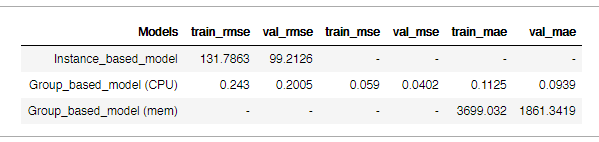 Models train_rmse val_rmse train_mse val_mse train_mae val_mae
Instance_based_model 131.7863 99.2126 - - - -
Group_based_model (CPU) 0.243 0.2005 0.059 0.0402 0.1125 0.0939
Group_based_model (mem) - - - - 3699.032 1861.3419